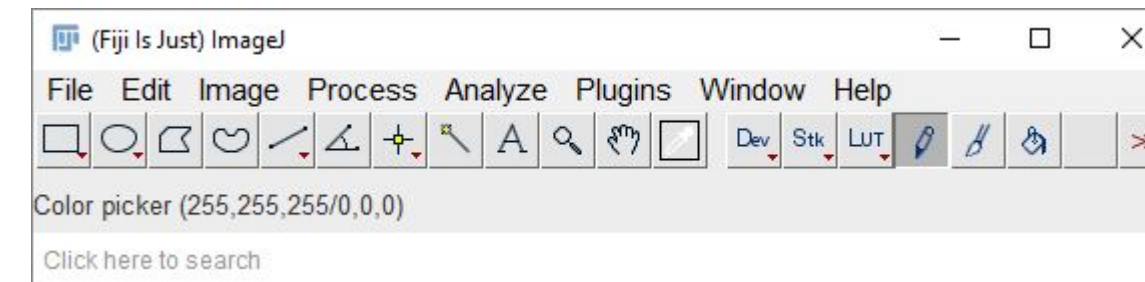 (Fiji Is Just) ImageJ
File Edit Image Process Analyze Plugins Window Help
A Dev Stk LUT >
Color picker (255,255,255/0,0,0)
Click here to search